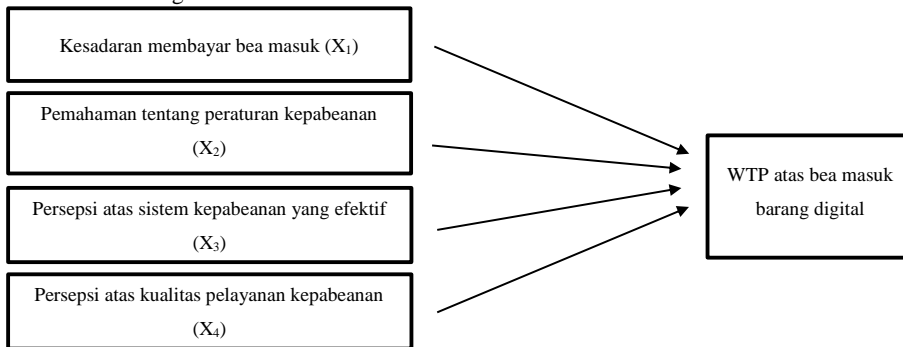 Kesadaran membayar bea masuk (X₁)
Pemahaman tentang peraturan kepabeanan
(X₂)
Persepsi atas sistem kepabeanan yang efektif
(X₃)
Persepsi atas kualitas pelayanan kepabeanan
(X₄)
WTP atas bea masuk
barang digital